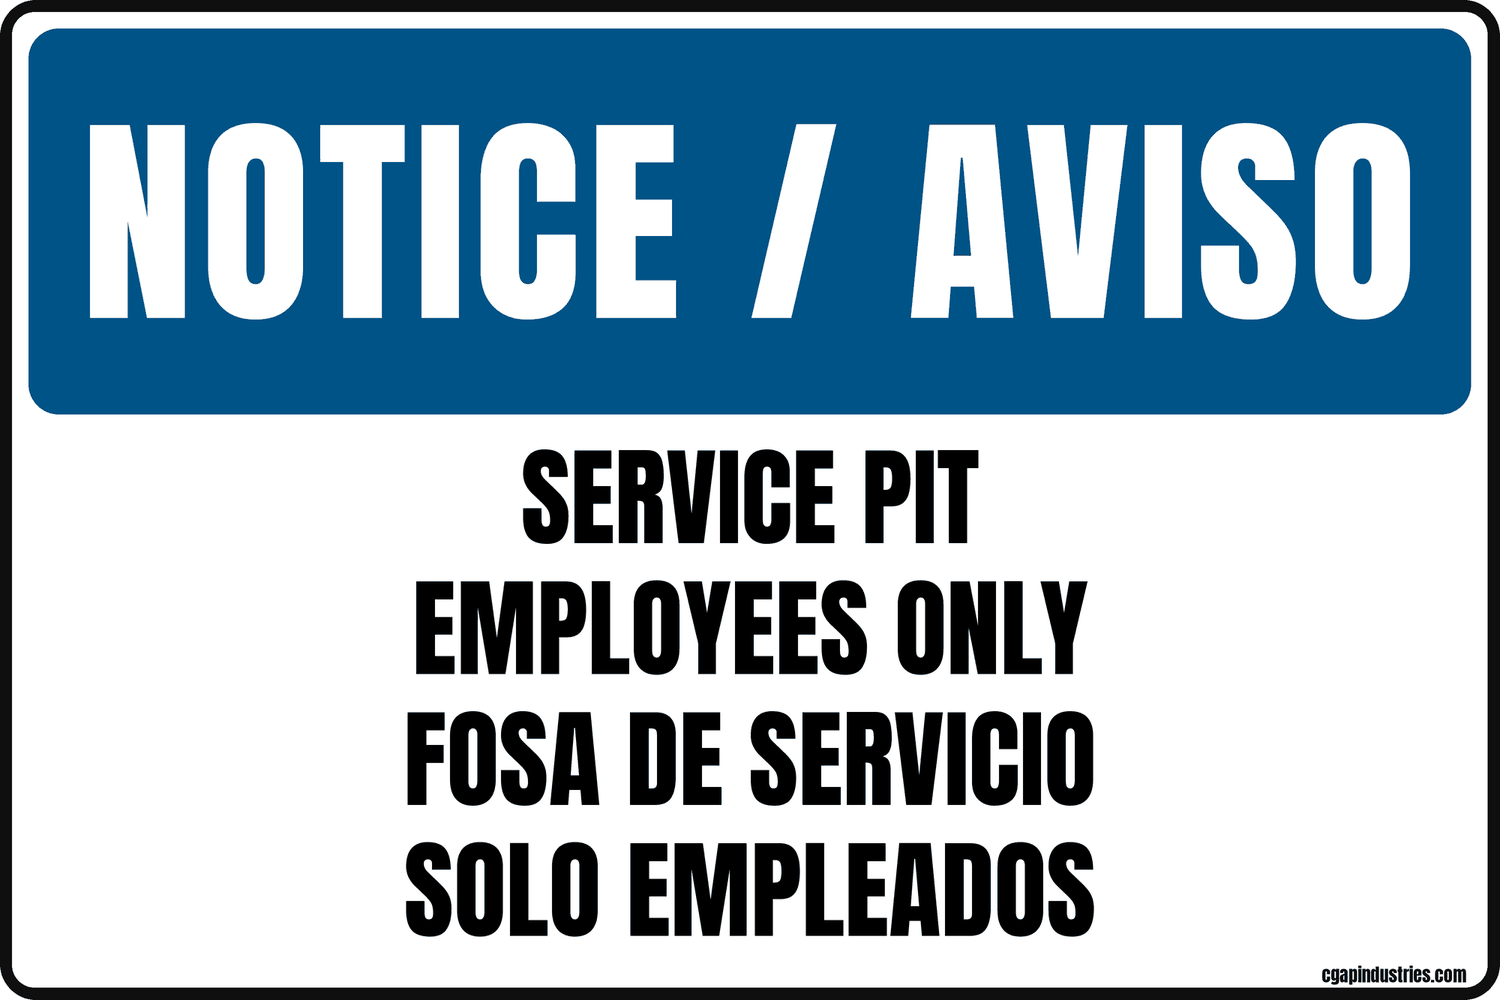 NOTICE / AVISO
SERVICE PIT
EMPLOYEES ONLY
FOSA DE SERVICIO
SOLO EMPLEADOS
cgapindustries.com